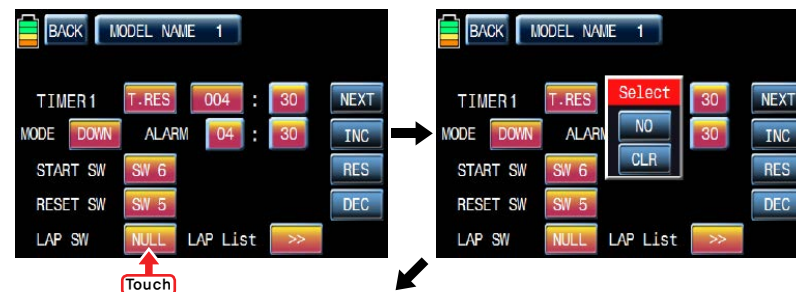 BACK MODEL NAME 1
TIMER1 T.RES 004 : 30 NEXT
MODE DOWN ALARM 04 : 30 INC
START SW SW 6 RES
RESET SW SW 5 DEC
LAP SW NULL LAP List >>
Touch
BACK MODEL NAME 1
Select
TIMER1 T.RES 30 NEXT
NO
MODE DOWN ALARM 30 INC
CLR
START SW SW 6 RES
RESET SW SW 5 DEC
LAP SW NULL LAP List >>